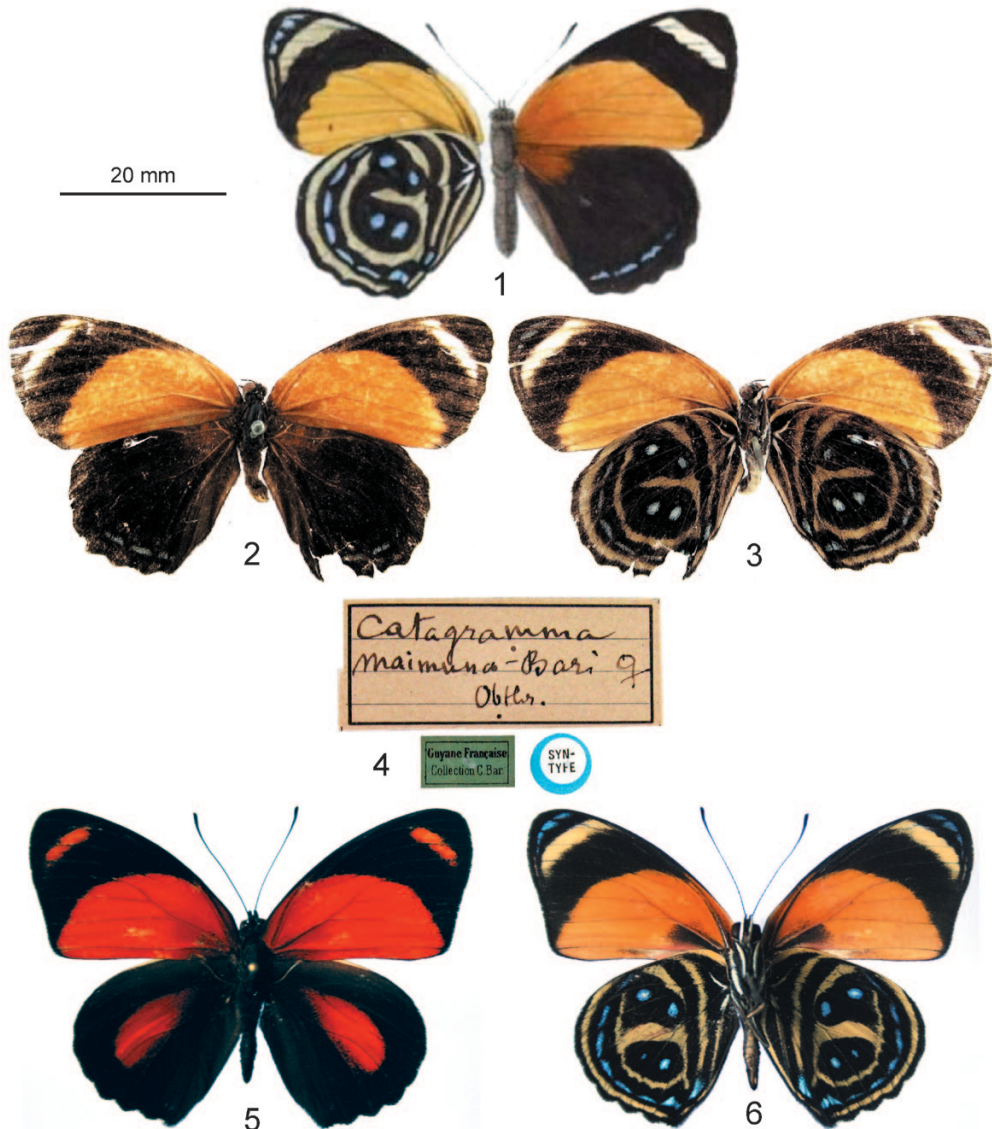 20 mm
1
2
3
Catagramma
maimuna-Bari ♀
Obthr.
4
Guyane Française
Collection C. Bar.
SYN-
TYPE
5
6